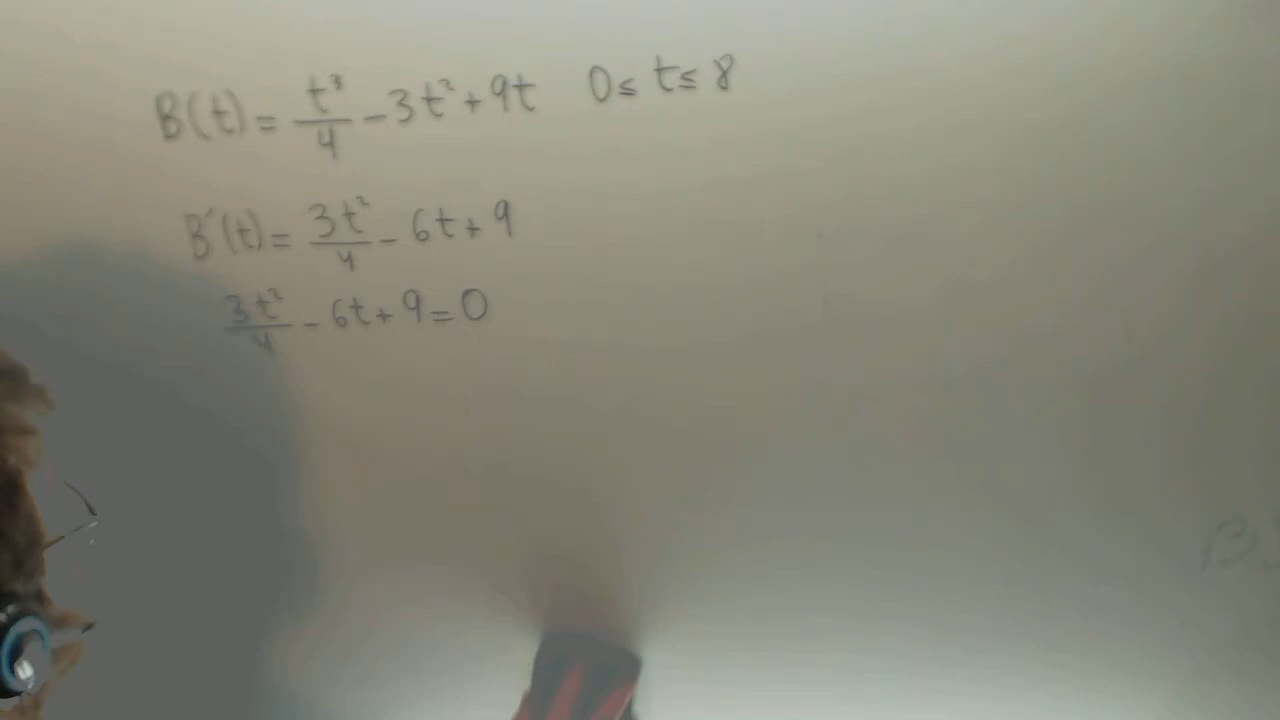 B(t) = t³/4 - 3t² + 9t   0 ≤ t ≤ 8
B'(t) = 3t²/4 - 6t + 9
3t²/4 - 6t + 9 = 0